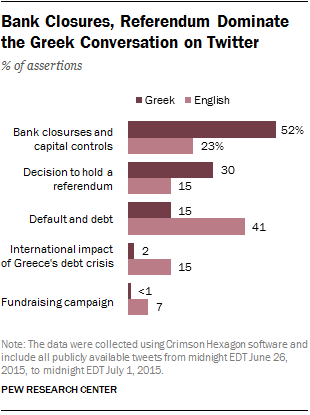 Bank Closures, Referendum Dominate
the Greek Conversation on Twitter
% of assertions
Greek English
Bank closurses and
capital controls
52%
23%
Decision to hold a
referendum
30
15
Default and debt
15
41
International impact
of Greece's debt crisis
2
15
Fundraising campaign
<1
7
Note: The data were collected using Crimson Hexagon software and
include all publicly available tweets from midnight EDT June 26,
2015, to midnight EDT July 1, 2015.
PEW RESEARCH CENTER